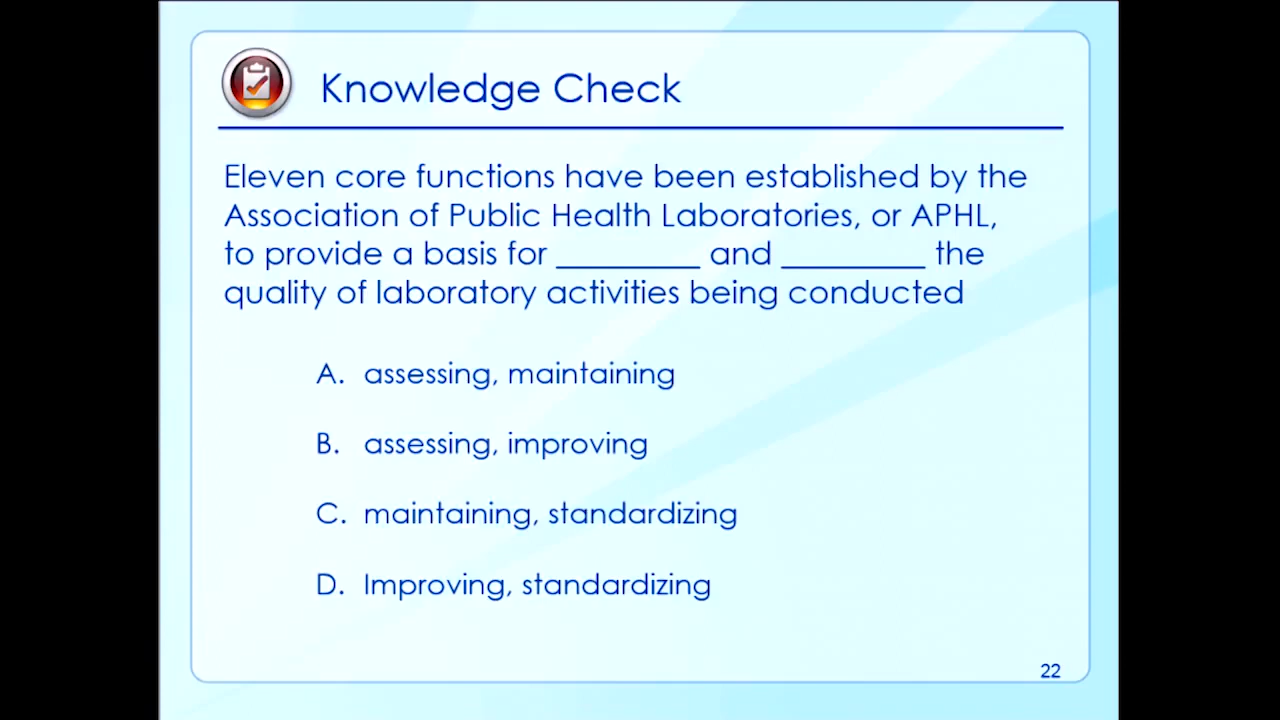 Knowledge Check
Eleven core functions have been established by the
Association of Public Health Laboratories, or APHL,
to provide a basis for _________ and _________ the
quality of laboratory activities being conducted
A. assessing, maintaining
B. assessing, improving
C. maintaining, standardizing
D. Improving, standardizing
22